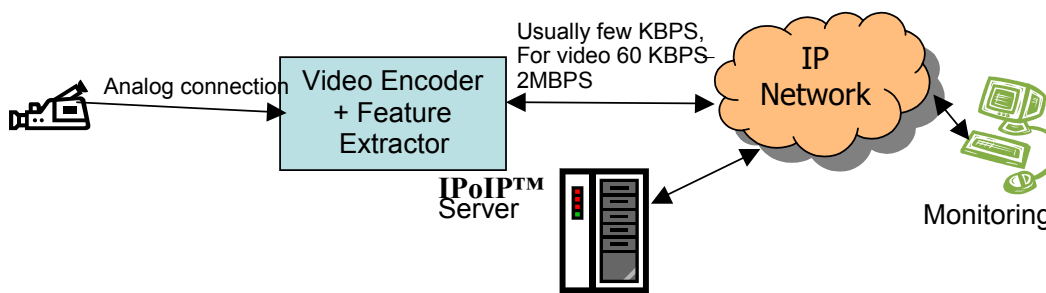 Analog connection
Video Encoder
+ Feature
Extractor
Usually few KBPS,
For video 60 KBPS–
2MBPS
IP
Network
IPoIP™
Server
Monitoring